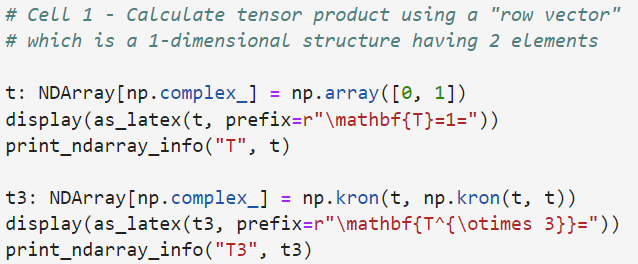 # Cell 1 - Calculate tensor product using a "row vector"
# which is a 1-dimensional structure having 2 elements
t: NDArray[np.complex_] = np.array([0, 1])
display(as_latex(t, prefix=r"\mathbf{T}=1="))
print_ndarray_info("T", t)
t3: NDArray[np.complex_] = np.kron(t, np.kron(t, t))
display(as_latex(t3, prefix=r"\mathbf{T^{\otimes 3}}="))
print_ndarray_info("T3", t3)